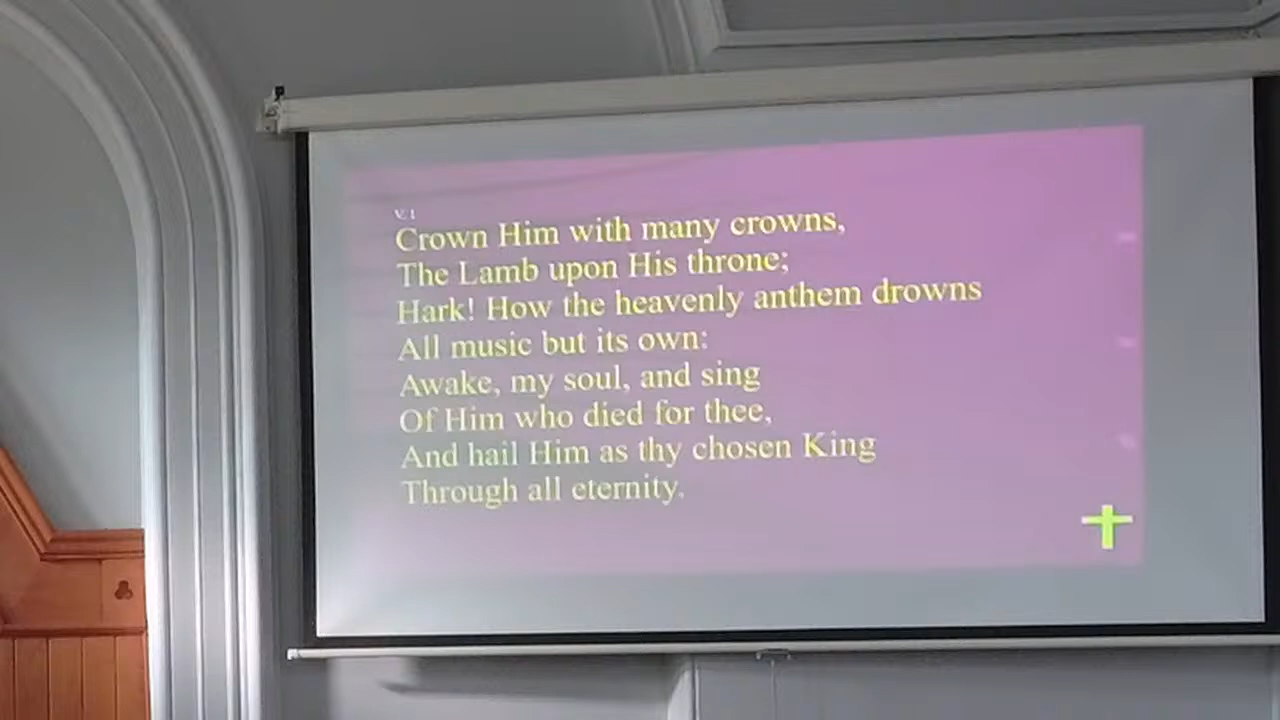 V. 1
Crown Him with many crowns,
The Lamb upon His throne;
Hark! How the heavenly anthem drowns
All music but its own:
Awake, my soul, and sing
Of Him who died for thee,
And hail Him as thy chosen King
Through all eternity.